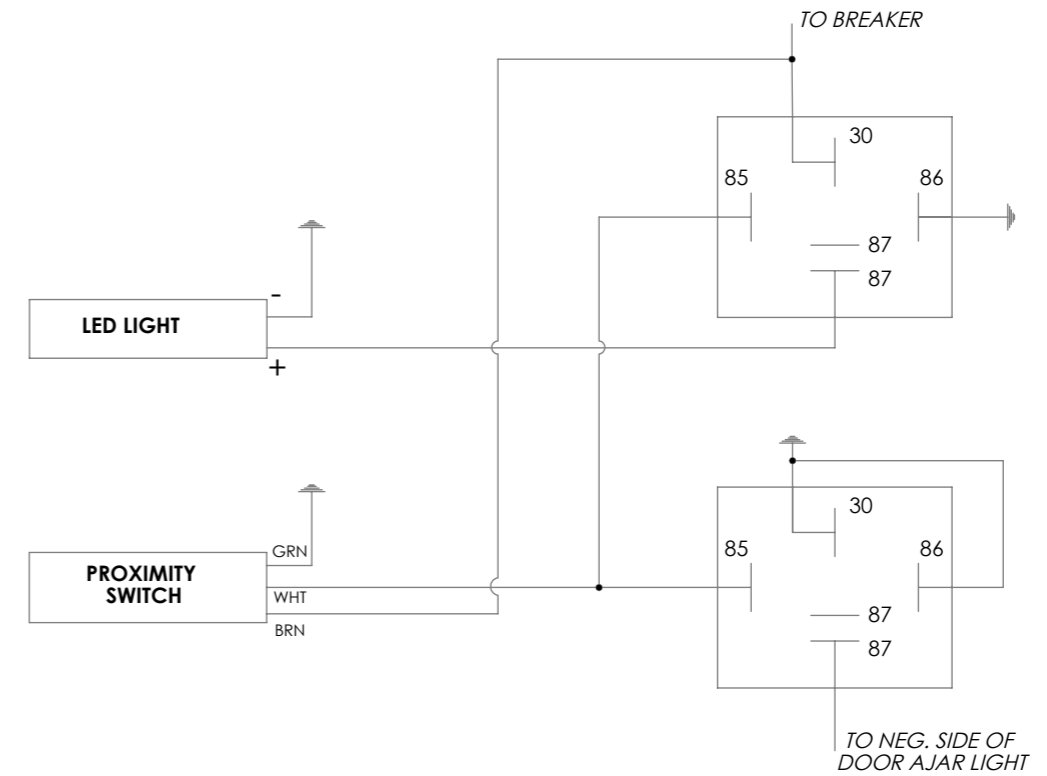 TO BREAKER
30
85
86
87
87
-
LED LIGHT
+
30
GRN
85
86
PROXIMITY
SWITCH
WHT
BRN
87
87
TO NEG. SIDE OF
DOOR AJAR LIGHT